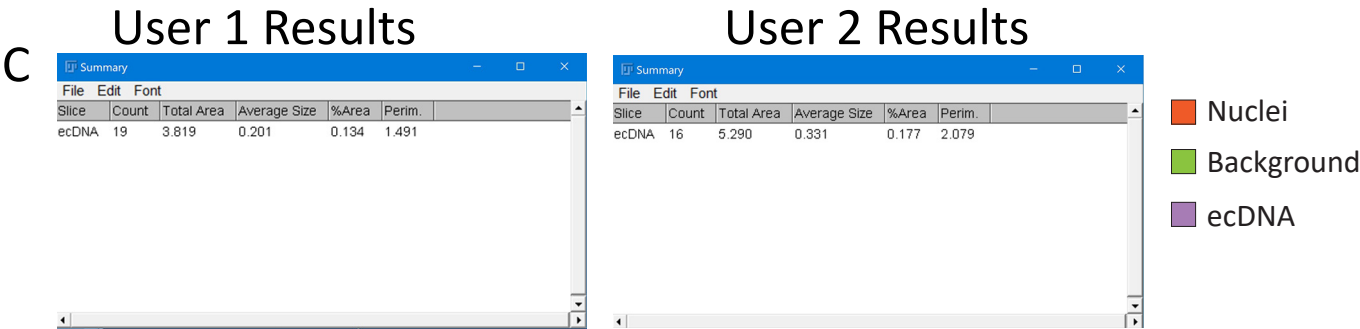 C
User 1 Results
Summary
File Edit Font
Slice Count Total Area Average Size %Area Perim.
ecDNA 19 3.819 0.201 0.134 1.491
User 2 Results
Summary
File Edit Font
Slice Count Total Area Average Size %Area Perim.
ecDNA 16 5.290 0.331 0.177 2.079
Nuclei
Background
ecDNA